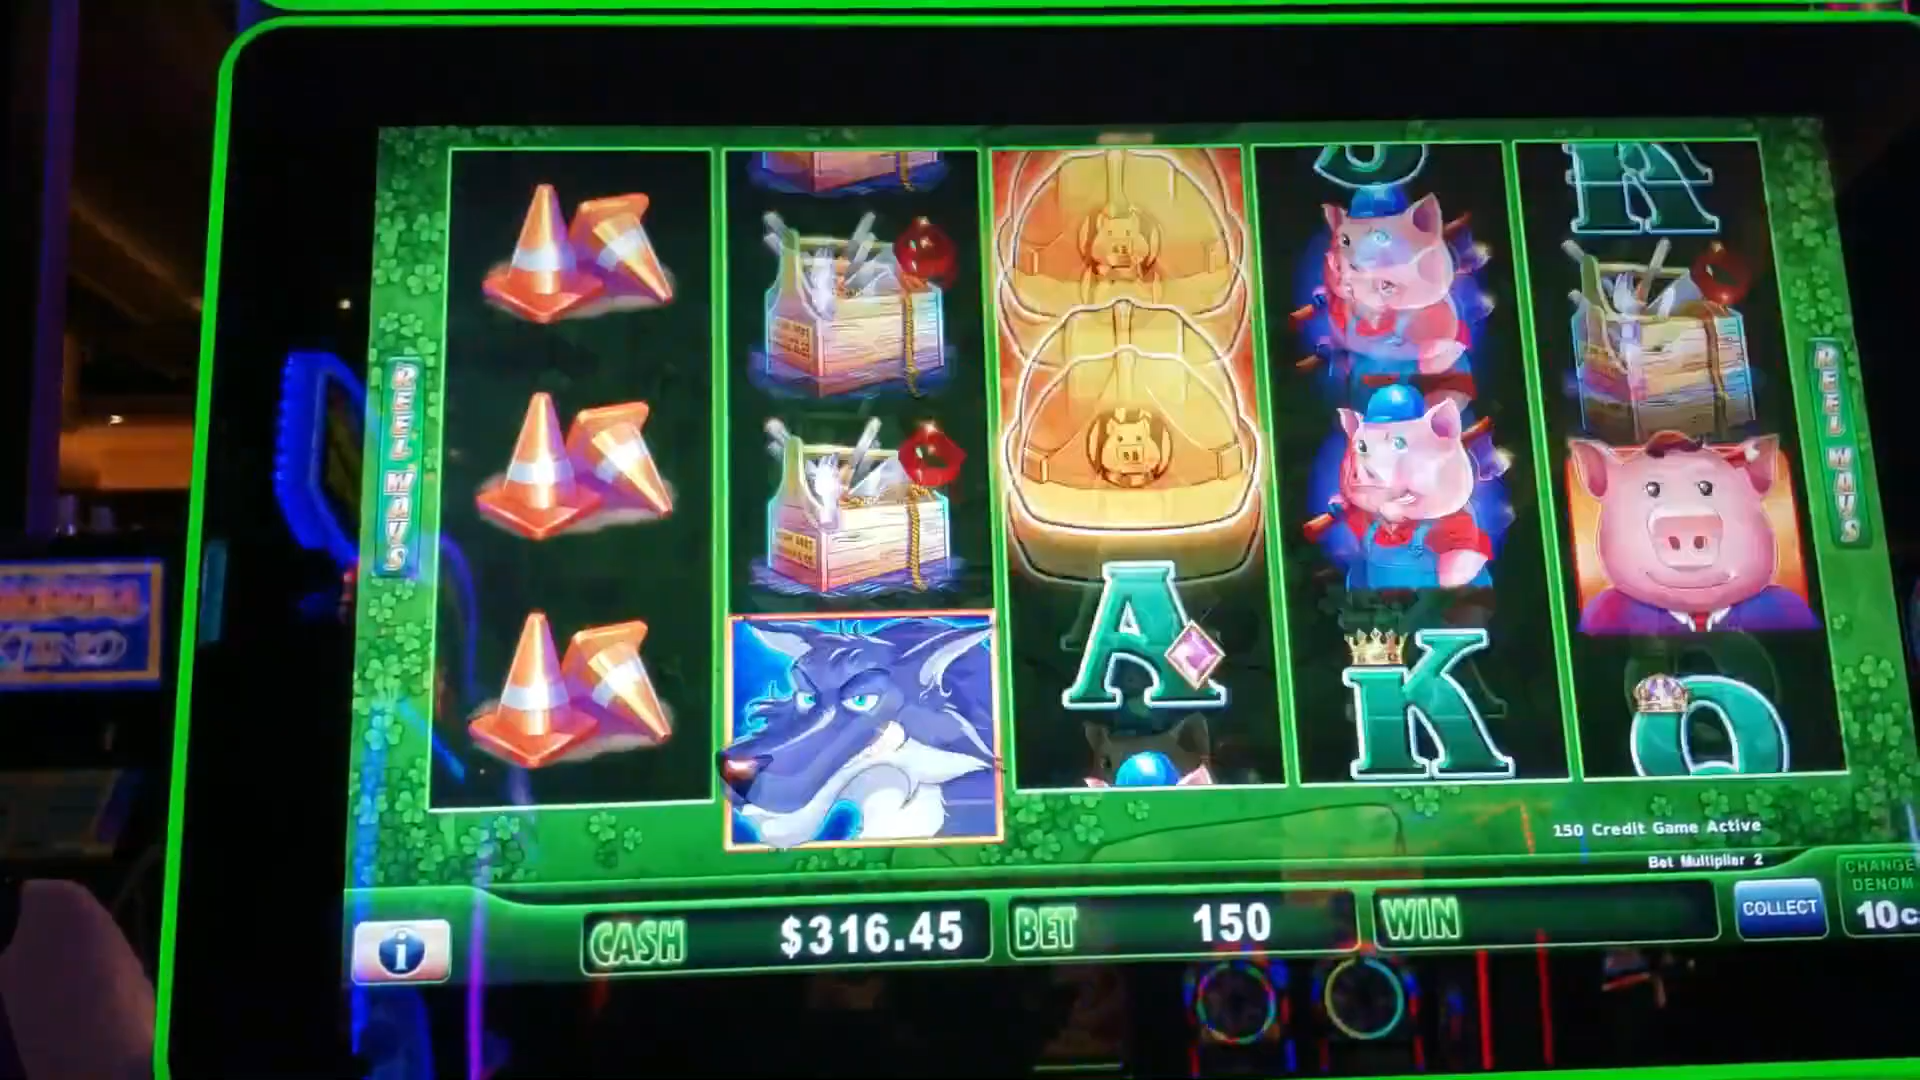 REEL WAYS
REEL WAYS
A
K
Q
150 Credit Game Active
Bet Multiplier 2
CASH $316.45
BET 150
WIN
COLLECT
CHANGE
DENOM
10c
i
KENO